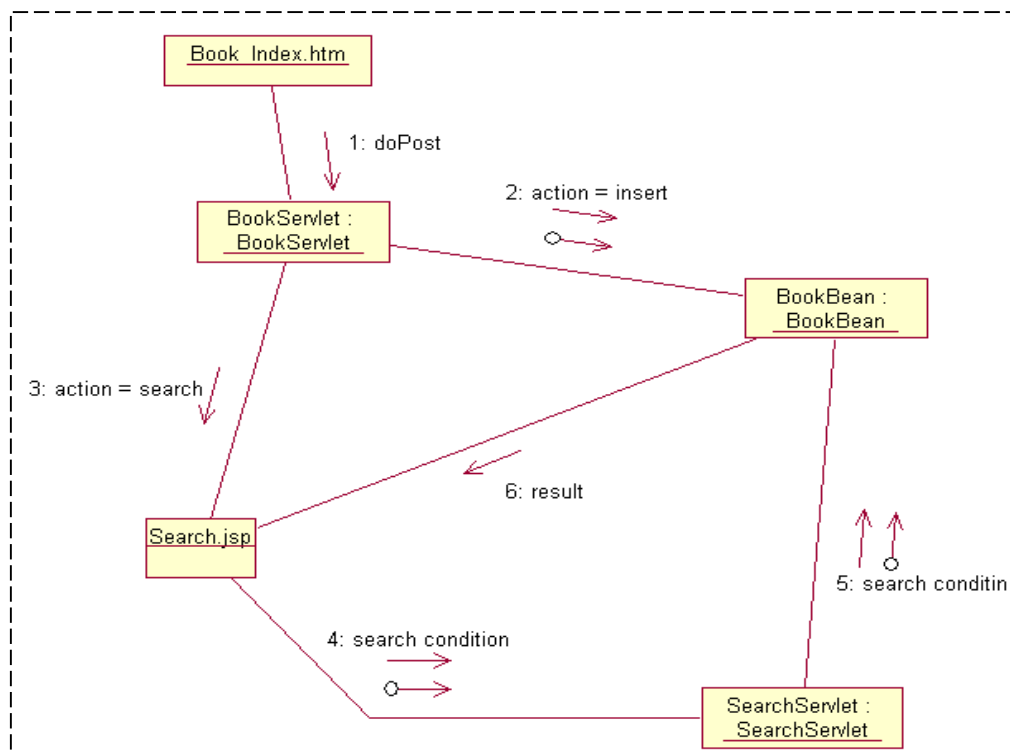 Book_Index.htm
1: doPost
2: action = insert
BookServlet :
BookServlet
BookBean :
BookBean
3: action = search
6: result
Search.jsp
5: search conditin
4: search condition
SearchServlet :
SearchServlet